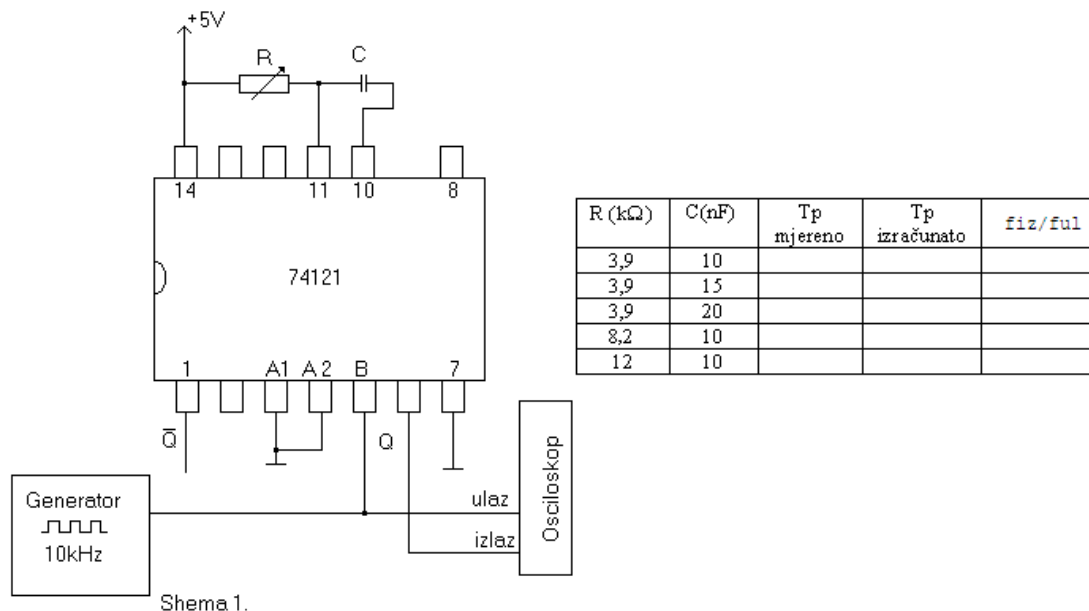 +5V
R
C
14
11
10
8
74121
1
A1
A2
B
7
Q̅
Q
Generator
10kHz
ulaz
izlaz
Osciloskop
Shema 1.
R (kΩ) C(nF) Tp mjereno Tp izračunato fiz/ful
3,9 10
3,9 15
3,9 20
8,2 10
12 10